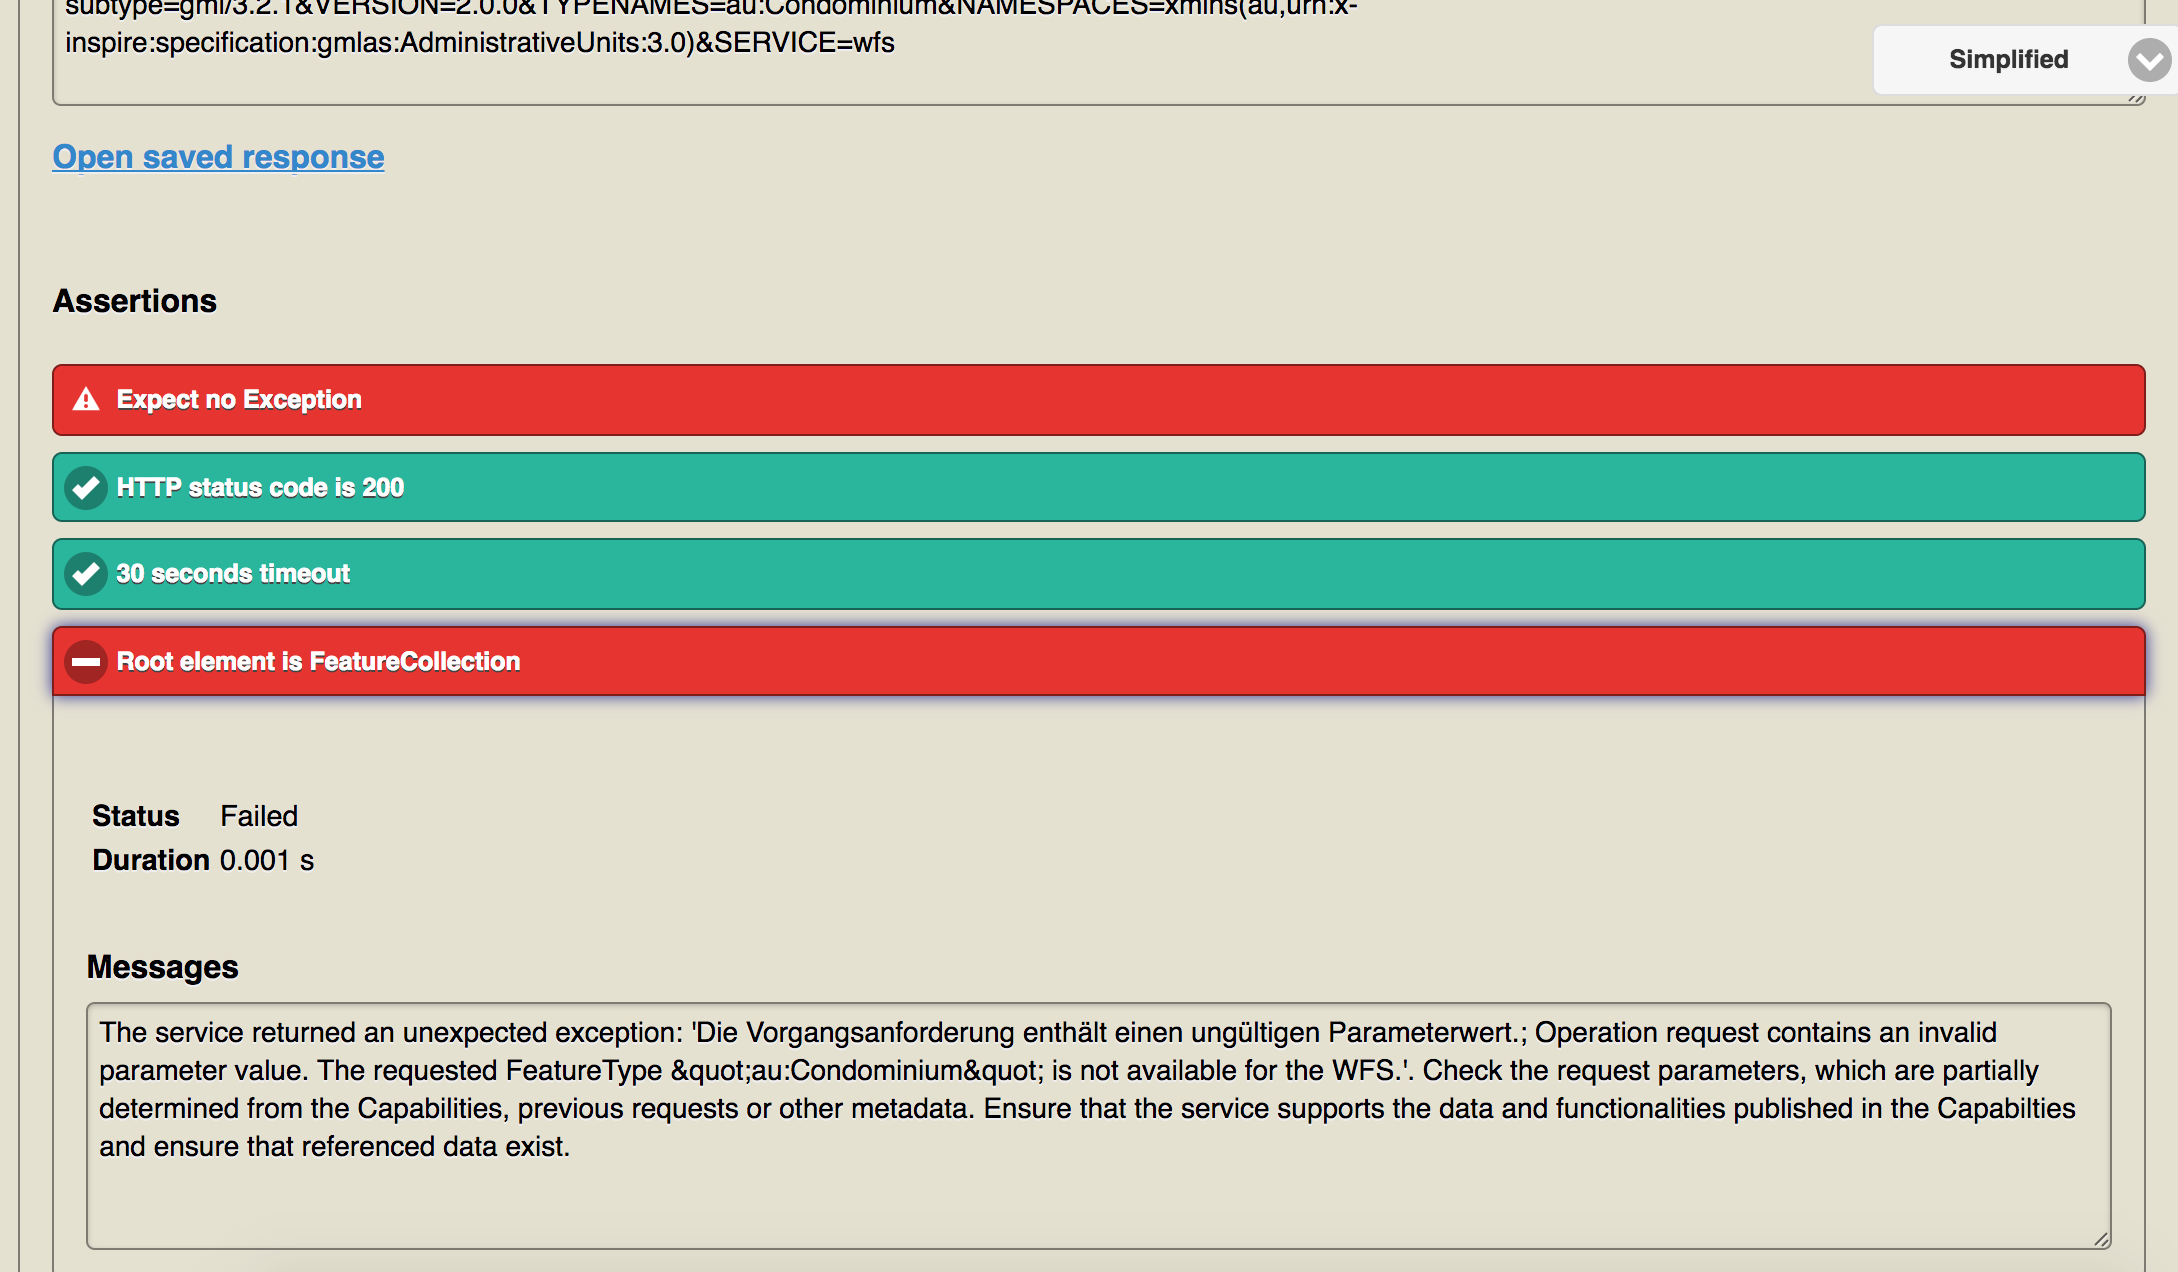 subtype=gml/3.2.1&VERSION=2.0.0&TYPENAMES=au:Condominium&NAMESPACES=xmlns(au,urn:x-
inspire:specification:gmlas:AdministrativeUnits:3.0)&SERVICE=wfs
Simplified
Open saved response
Assertions
Expect no Exception
HTTP status code is 200
30 seconds timeout
Root element is FeatureCollection
Status Failed
Duration 0.001 s
Messages
The service returned an unexpected exception: 'Die Vorgangsanforderung enthält einen ungültigen Parameterwert.; Operation request contains an invalid
parameter value. The requested FeatureType &quot;au:Condominium&quot; is not available for the WFS.'. Check the request parameters, which are partially
determined from the Capabilities, previous requests or other metadata. Ensure that the service supports the data and functionalities published in the Capabilties
and ensure that referenced data exist.